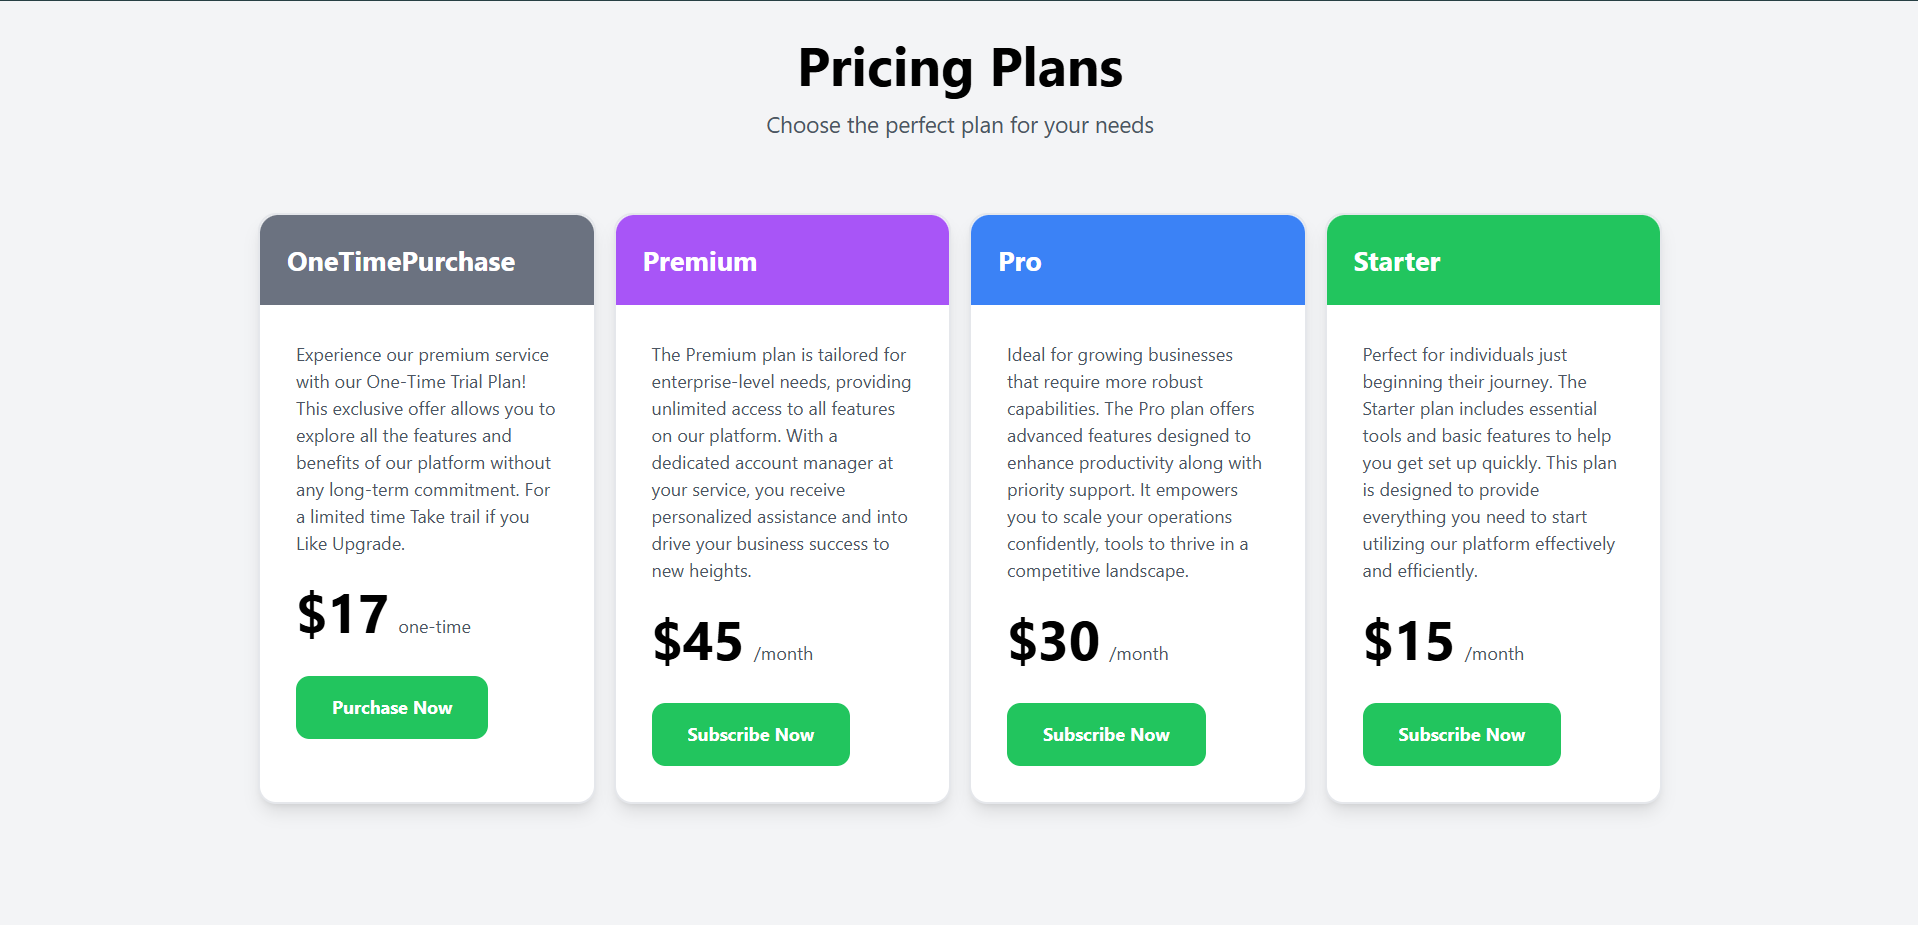 Pricing Plans
Choose the perfect plan for your needs
OneTimePurchase
Experience our premium service
with our One-Time Trial Plan!
This exclusive offer allows you to
explore all the features and
benefits of our platform without
any long-term commitment. For
a limited time Take trail if you
Like Upgrade.
$17 one-time
Purchase Now
Premium
The Premium plan is tailored for
enterprise-level needs, providing
unlimited access to all features
on our platform. With a
dedicated account manager at
your service, you receive
personalized assistance and into
drive your business success to
new heights.
$45 /month
Subscribe Now
Pro
Ideal for growing businesses
that require more robust
capabilities. The Pro plan offers
advanced features designed to
enhance productivity along with
priority support. It empowers
you to scale your operations
confidently, tools to thrive in a
competitive landscape.
$30 /month
Subscribe Now
Starter
Perfect for individuals just
beginning their journey. The
Starter plan includes essential
tools and basic features to help
you get set up quickly. This plan
is designed to provide
everything you need to start
utilizing our platform effectively
and efficiently.
$15 /month
Subscribe Now